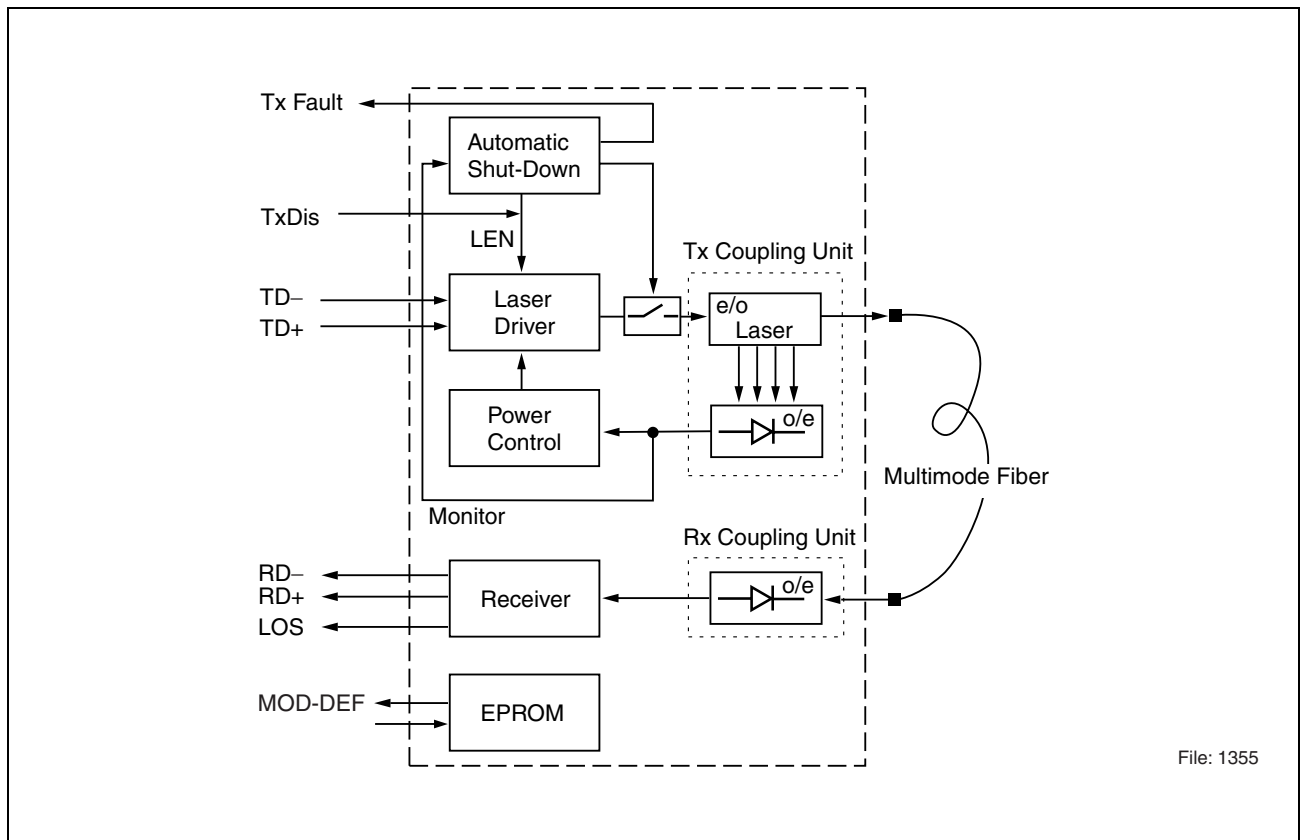 Tx Fault
Automatic
Shut-Down
TxDis
LEN
Tx Coupling Unit
TD–
TD+
Laser
Driver
e/o
Laser
Power
Control
o/e
Multimode Fiber
Monitor
Rx Coupling Unit
RD–
RD+
LOS
Receiver
o/e
MOD-DEF
EPROM
File: 1355